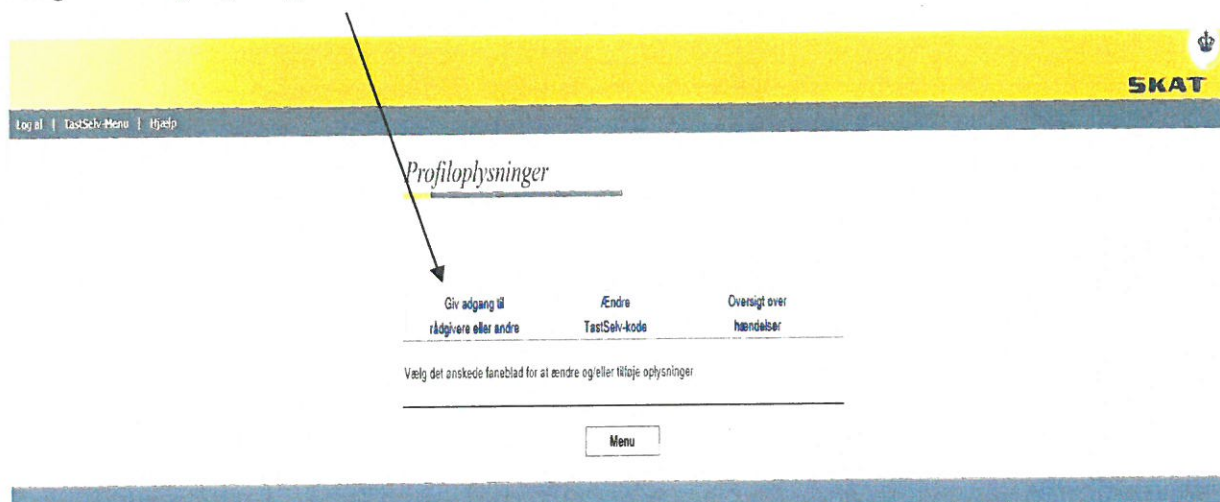 SKAT
Log af | TastSelv-Menu | Hjælp
Profiloplysninger
Giv adgang til
rådgivere eller andre
Ændre
TastSelv-kode
Oversigt over
hændelser
Vælg det ønskede faneblad for at ændre og/eller tilføje oplysninger
Menu